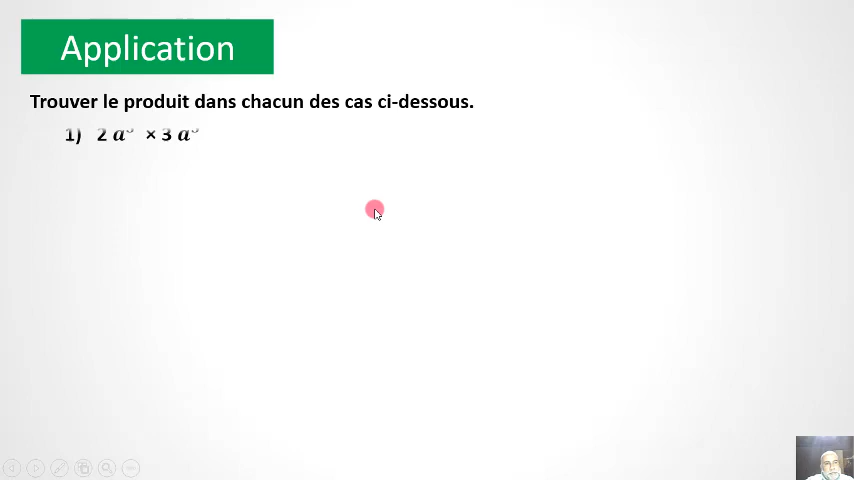 Application
Trouver le produit dans chacun des cas ci-dessous.
1) 2 a × 3 a